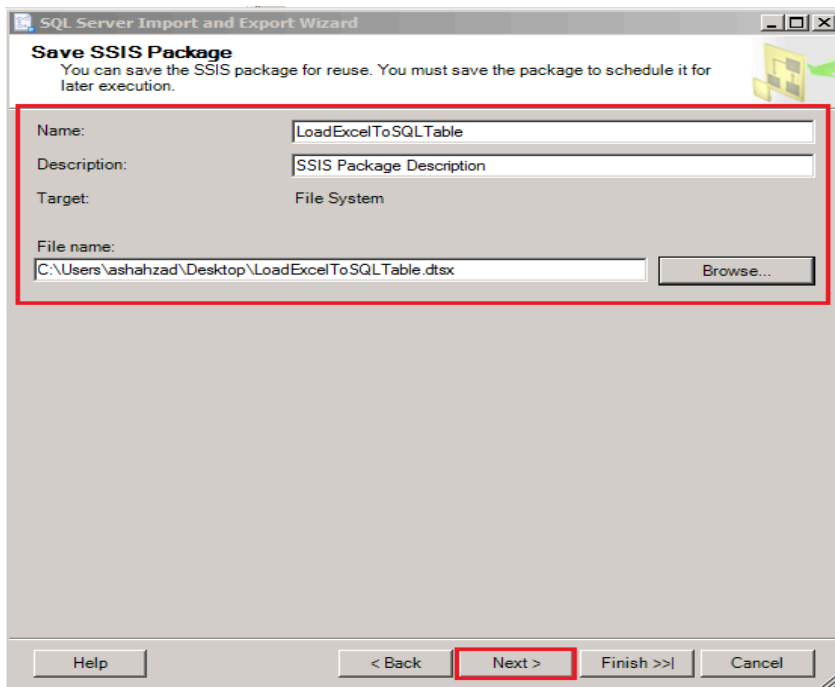 SQL Server Import and Export Wizard
Save SSIS Package
You can save the SSIS package for reuse. You must save the package to schedule it for
later execution.
Name: LoadExcelToSQLTable
Description: SSIS Package Description
Target: File System
File name:
C:\Users\ashahzad\Desktop\LoadExcelToSQLTable.dtsx Browse...
Help < Back Next > Finish >>| Cancel